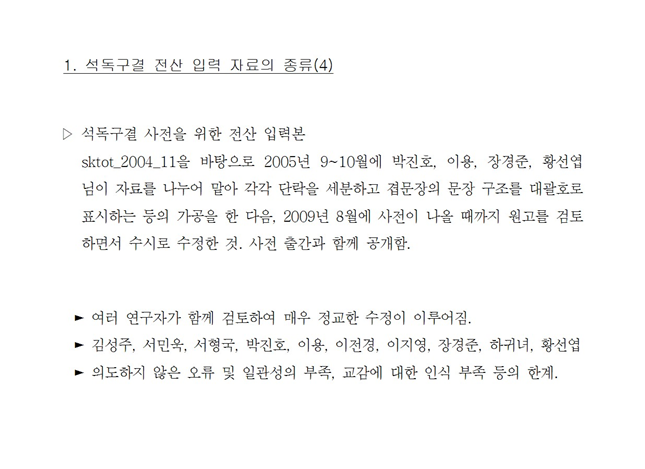 1. 석독구결 전산 입력 자료의 종류(4)
▷ 석독구결 사전을 위한 전산 입력본
sktot_2004_11을 바탕으로 2005년 9~10월에 박진호, 이용, 장경준, 황선엽
님이 자료를 나누어 맡아 각각 단락을 세분하고 겹문장의 문장 구조를 대괄호로
표시하는 등의 가공을 한 다음, 2009년 8월에 사전이 나올 때까지 원고를 검토
하면서 수시로 수정한 것. 사전 출간과 함께 공개함.
► 여러 연구자가 함께 검토하여 매우 정교한 수정이 이루어짐.
► 김성주, 서민욱, 서형국, 박진호, 이용, 이전경, 이지영, 장경준, 하귀녀, 황선엽
► 의도하지 않은 오류 및 일관성의 부족, 교감에 대한 인식 부족 등의 한계.